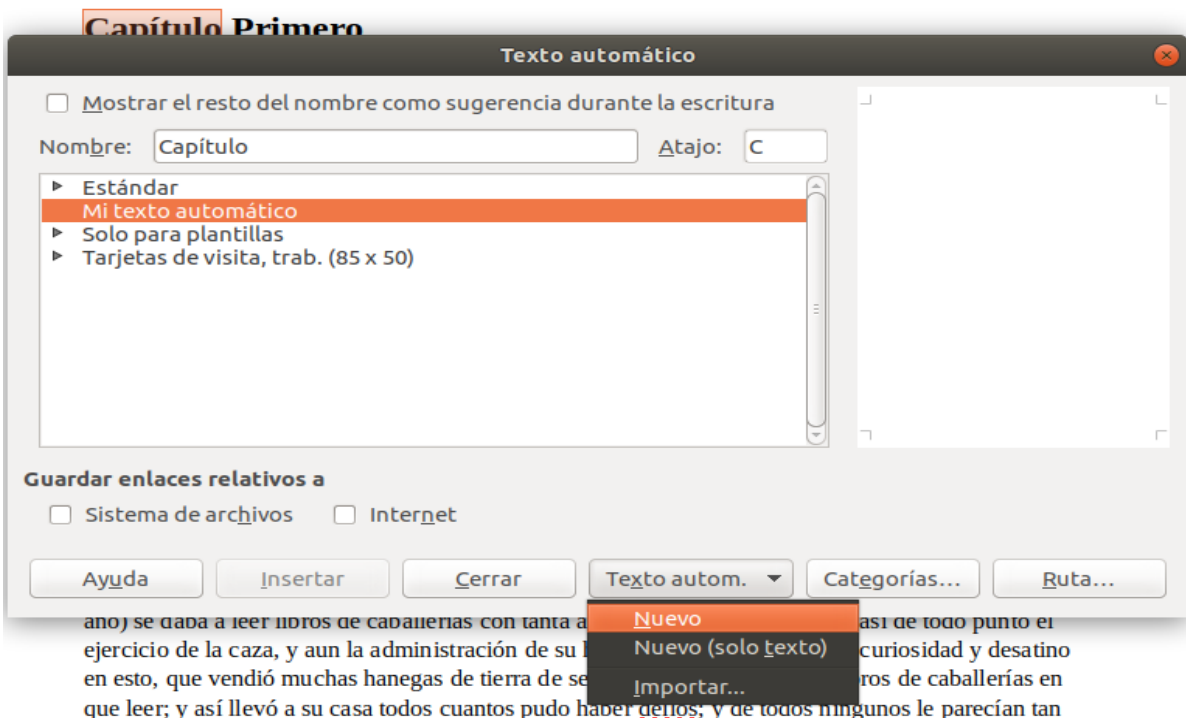 Capítulo Primero
Texto automático
Mostrar el resto del nombre como sugerencia durante la escritura
Nombre: Capítulo Atajo: C
Estándar
Mi texto automático
Solo para plantillas
Tarjetas de visita, trab. (85 x 50)
Guardar enlaces relativos a
Sistema de archivos Internet
Ayuda Insertar Cerrar Texto autom. Categorías... Ruta...
Nuevo
Nuevo (solo texto)
Importar...
año) se daba a leer libros de caballerías con tanta a así de todo punto el
ejercicio de la caza, y aun la administración de su curiosidad y desatino
en esto, que vendió muchas hanegas de tierra de se de caballerías en
que leer; y así llevó a su casa todos cuantos pudo haber dellos; y de todos ningunos le parecían tan